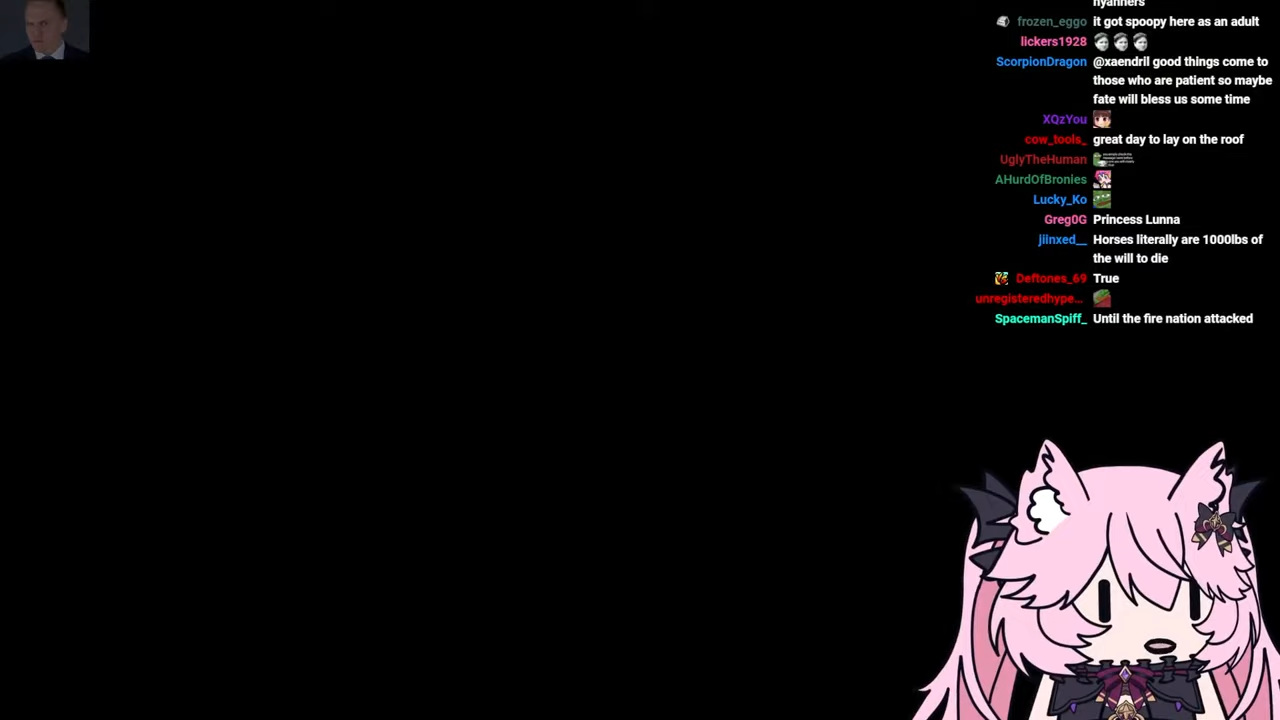 nyanners
frozen_eggo it got spoopy here as an adult
lickers1928
ScorpionDragon @xaendril good things come to
those who are patient so maybe
fate will bless us some time
XQzYou
cow_tools_ great day to lay on the roof
UglyTheHuman
AHurdOfBronies
Lucky_Ko
Greg0G Princess Lunna
jiinxed__ Horses literally are 1000lbs of
the will to die
Deftones_69 True
unregisteredhype...
SpacemanSpiff_ Until the fire nation attacked